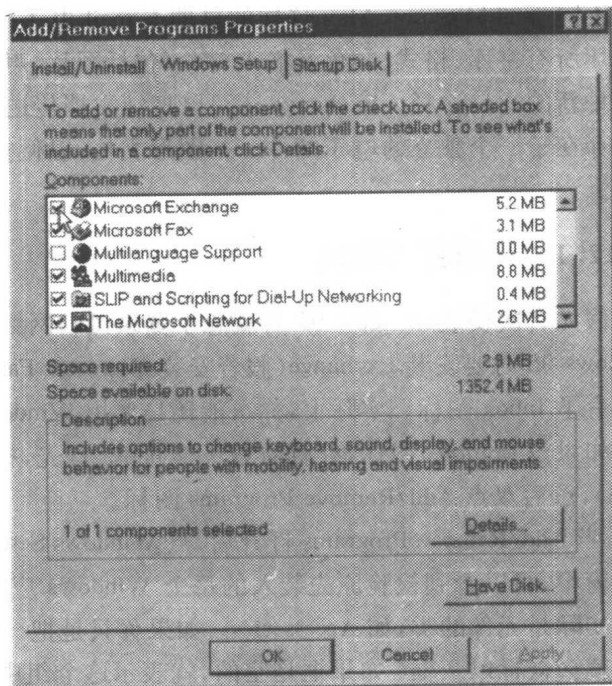 Add/Remove Programs Properties
Install/Uninstall Windows Setup Startup Disk
To add or remove a component, click the check box. A shaded box
means that only part of the component will be installed. To see what's
included in a component, click Details.
Components:
Microsoft Exchange 5.2 MB
Microsoft Fax 3.1 MB
Multilanguage Support 0.0 MB
Multimedia 8.8 MB
SLIP and Scripting for Dial-Up Networking 0.4 MB
The Microsoft Network 2.6 MB
Space required: 2.9 MB
Space available on disk: 1352.4 MB
Description
Includes options to change keyboard, sound, display, and mouse
behavior for people with mobility, hearing and visual impairments.
1 of 1 components selected
Details...
Have Disk...
OK Cancel Apply